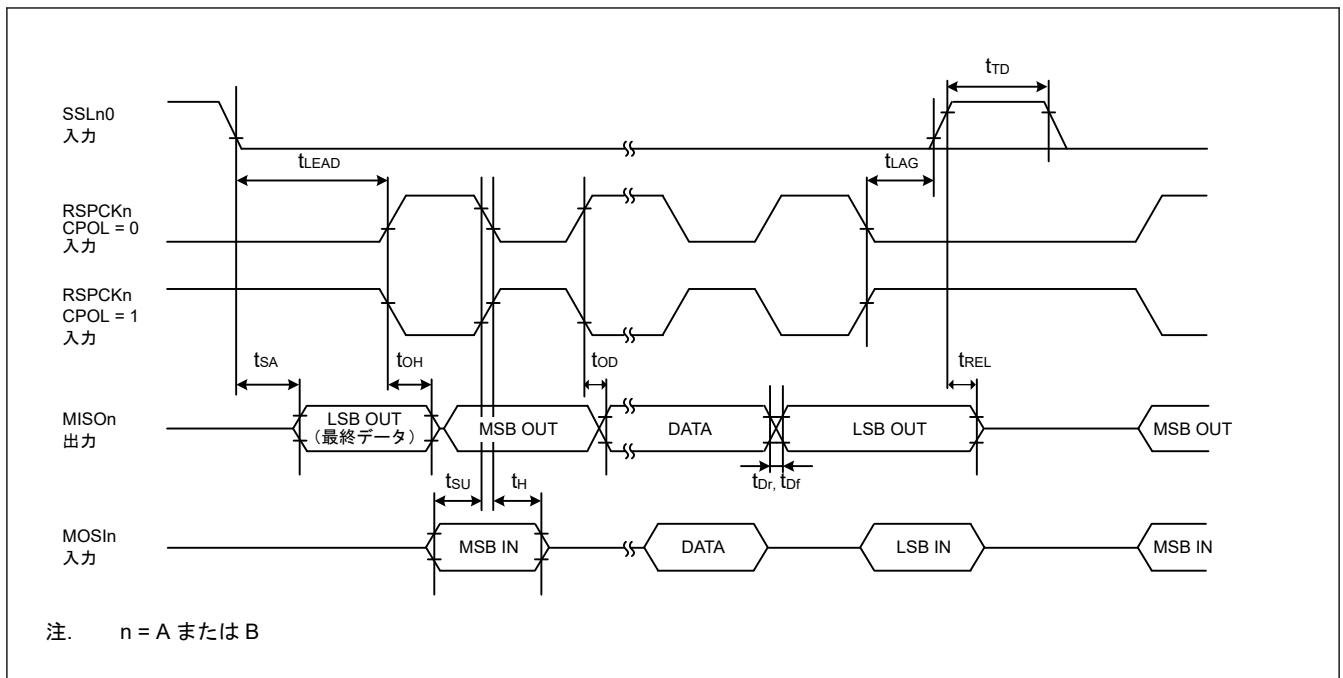 tTD
SSLn0
入力
tLEAD
tLAG
RSPCKn
CPOL = 0
入力
RSPCKn
CPOL = 1
入力
tSA
tOH
tOD
tREL
MISOn
出力
LSB OUT
(最終データ)
MSB OUT
DATA
LSB OUT
MSB OUT
tSU
tH
tDr, tDf
MOSIn
入力
MSB IN
DATA
LSB IN
MSB IN
注. n = A または B